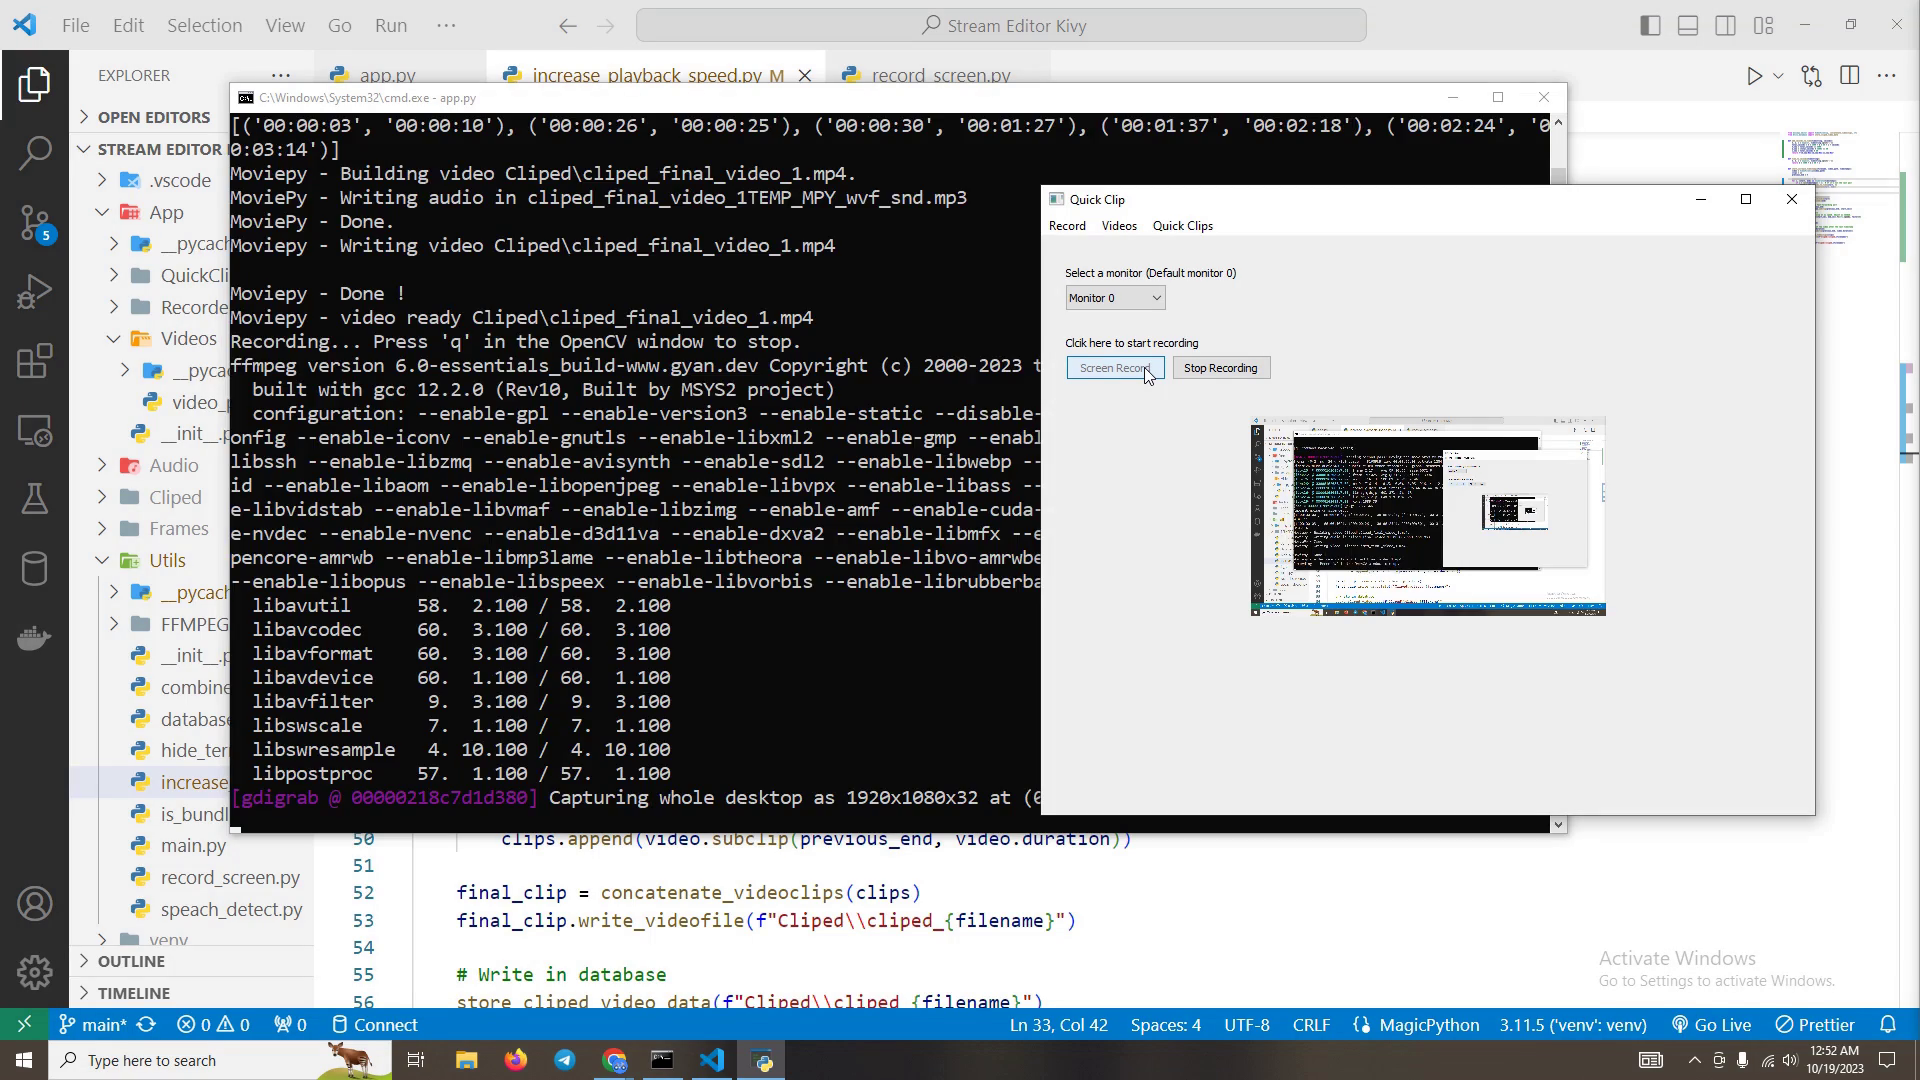 File Edit Selection View Go Run ···
Stream Editor Kivy
EXPLORER
app.py
increase_playback_speed.py M
record_screen.py
OPEN EDITORS
STREAM EDITOR
.vscode
App
__pycach
QuickCli
Recorde
Videos
__pyca
video_p
__init__.p
Audio
Cliped
Frames
Utils
__pycach
FFMPEG
__init__.p
combine
database
hide_ter
increase
is_bundl
main.py
record_screen.py
speach_detect.py
venv
OUTLINE
TIMELINE
C:\Windows\System32\cmd.exe - app.py
[('00:00:03', '00:00:10'), ('00:00:26', '00:00:25'), ('00:00:30', '00:01:27'), ('00:01:37', '00:02:18'), ('00:02:24', '0
0:03:14')]
Moviepy - Building video Cliped\cliped_final_video_1.mp4.
Moviepy - Writing audio in cliped_final_video_1TEMP_MPY_wvf_snd.mp3
MoviePy - Done.
Moviepy - Writing video Cliped\cliped_final_video_1.mp4
Moviepy - Done !
Moviepy - video ready Cliped\cliped_final_video_1.mp4
Recording... Press 'q' in the OpenCV window to stop.
ffmpeg version 6.0-essentials_build-www.gyan.dev Copyright (c) 2000-2023 t
built with gcc 12.2.0 (Rev10, Built by MSYS2 project)
configuration: --enable-gpl --enable-version3 --enable-static --disable-
onfig --enable-iconv --enable-gnutls --enable-libxml2 --enable-gmp --enabl
libssh --enable-libzmq --enable-avisynth --enable-sdl2 --enable-libwebp --
id --enable-libaom --enable-libopenjpeg --enable-libvpx --enable-libass --
e-libvidstab --enable-libvmaf --enable-libzimg --enable-amf --enable-cuda-
e-nvdec --enable-nvenc --enable-d3d11va --enable-dxva2 --enable-libmfx --
pencore-amrwb --enable-libmp3lame --enable-libtheora --enable-libvo-amrwbe
--enable-libopus --enable-libspeex --enable-libvorbis --enable-librubberba
libavutil 58. 2.100 / 58. 2.100
libavcodec 60. 3.100 / 60. 3.100
libavformat 60. 3.100 / 60. 3.100
libavdevice 60. 1.100 / 60. 1.100
libavfilter 9. 3.100 / 9. 3.100
libswscale 7. 1.100 / 7. 1.100
libswresample 4. 10.100 / 4. 10.100
libpostproc 57. 1.100 / 57. 1.100
[gdigrab @ 00000218c7d1d380] Capturing whole desktop as 1920x1080x32 at (0
Quick Clip
Record Videos Quick Clips
Select a monitor (Default monitor 0)
Monitor 0
Clcik here to start recording
Screen Record
Stop Recording
50 clips.append(video.subclip(previous_end, video.duration))
51
52 final_clip = concatenate_videoclips(clips)
53 final_clip.write_videofile(f"Cliped\\cliped_{filename}")
54
55 # Write in database
56 store_cliped_video_data(f"Cliped\\cliped_{filename}")
Activate Windows
Go to Settings to activate Windows.
5
main* 0 0 0 Connect
Ln 33, Col 42 Spaces: 4 UTF-8 CRLF MagicPython 3.11.5 ('venv': venv) Go Live Prettier
Type here to search
12:52 AM
10/19/2023